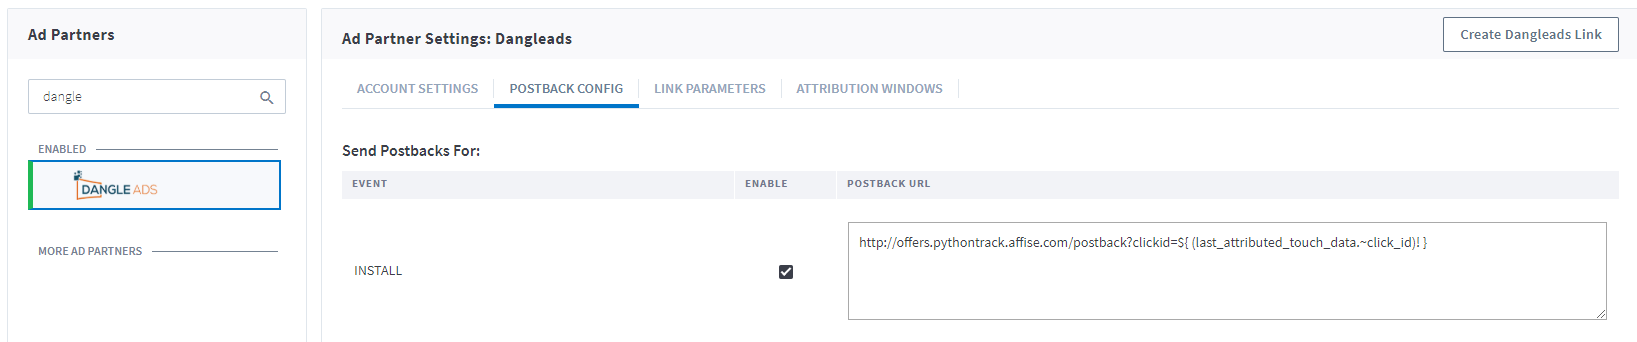 Ad Partners
dangle
ENABLED
DANGLE ADS
MORE AD PARTNERS
Ad Partner Settings: Dangleads
Create Dangleads Link
ACCOUNT SETTINGS
POSTBACK CONFIG
LINK PARAMETERS
ATTRIBUTION WINDOWS
Send Postbacks For:
EVENT ENABLE POSTBACK URL
INSTALL
http://offers.pythontrack.affise.com/postback?clickid=${ (last_attributed_touch_data.~click_id)! }